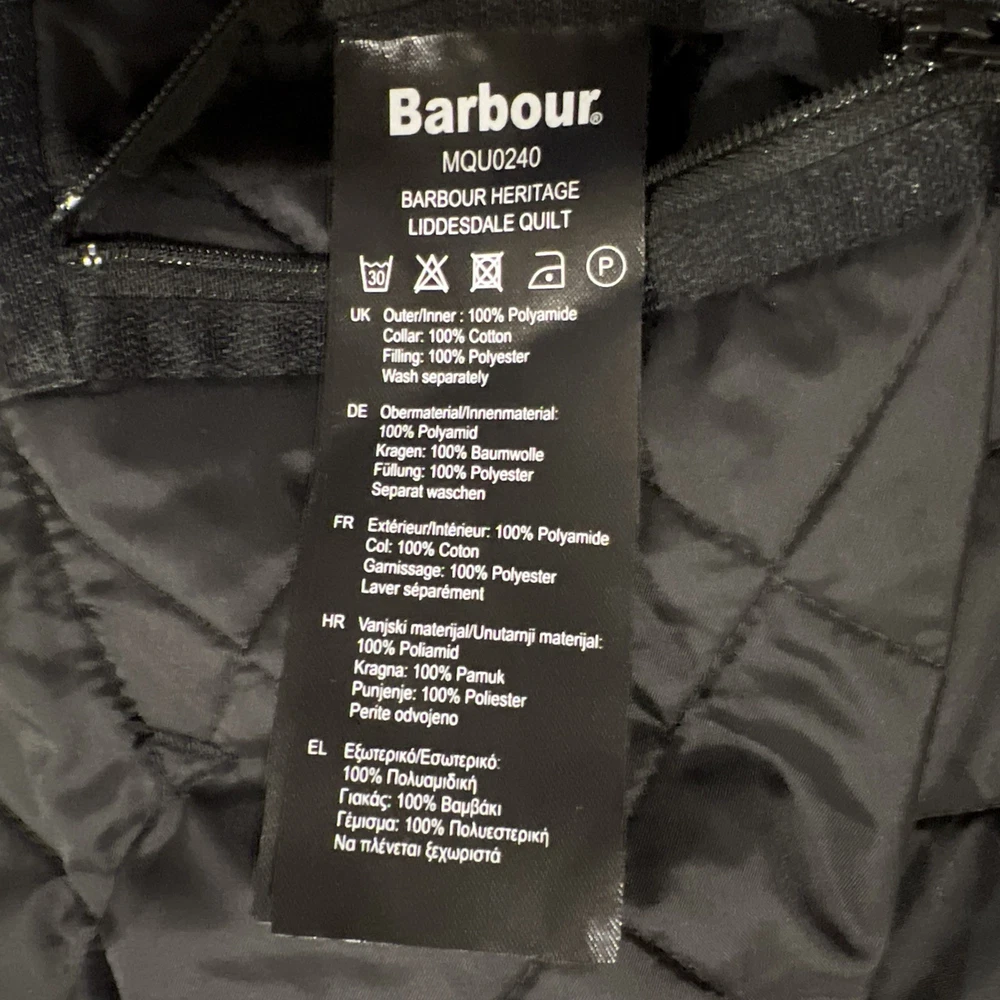 Barbour®
MQU0240
BARBOUR HERITAGE
LIDDESDALE QUILT
30 P
UK Outer/Inner : 100% Polyamide
Collar: 100% Cotton
Filling: 100% Polyester
Wash separately
DE Obermaterial/Innenmaterial:
100% Polyamid
Kragen: 100% Baumwolle
Füllung: 100% Polyester
Separat waschen
FR Extérieur/Intérieur: 100% Polyamide
Col: 100% Coton
Garnissage: 100% Polyester
Laver séparément
HR Vanjski materijal/Unutarnji materijal:
100% Poliamid
Kragna: 100% Pamuk
Punjenje: 100% Poliester
Perite odvojeno
EL Εξωτερικό/Εσωτερικό:
100% Πολυαμιδική
Γιακάς: 100% Βαμβάκι
Γέμισμα: 100% Πολυεστερική
Να πλένεται ξεχωριστά